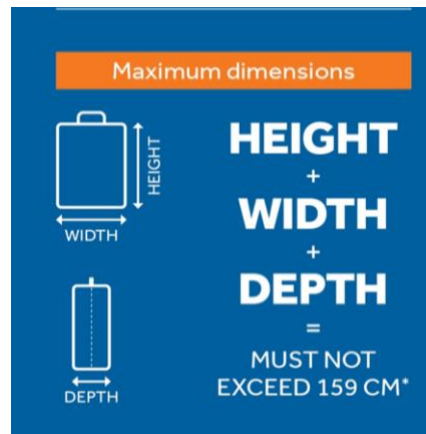 Maximum dimensions
HEIGHT
WIDTH
HEIGHT
+
WIDTH
+
DEPTH
=
MUST NOT
EXCEED 159 CM*
DEPTH